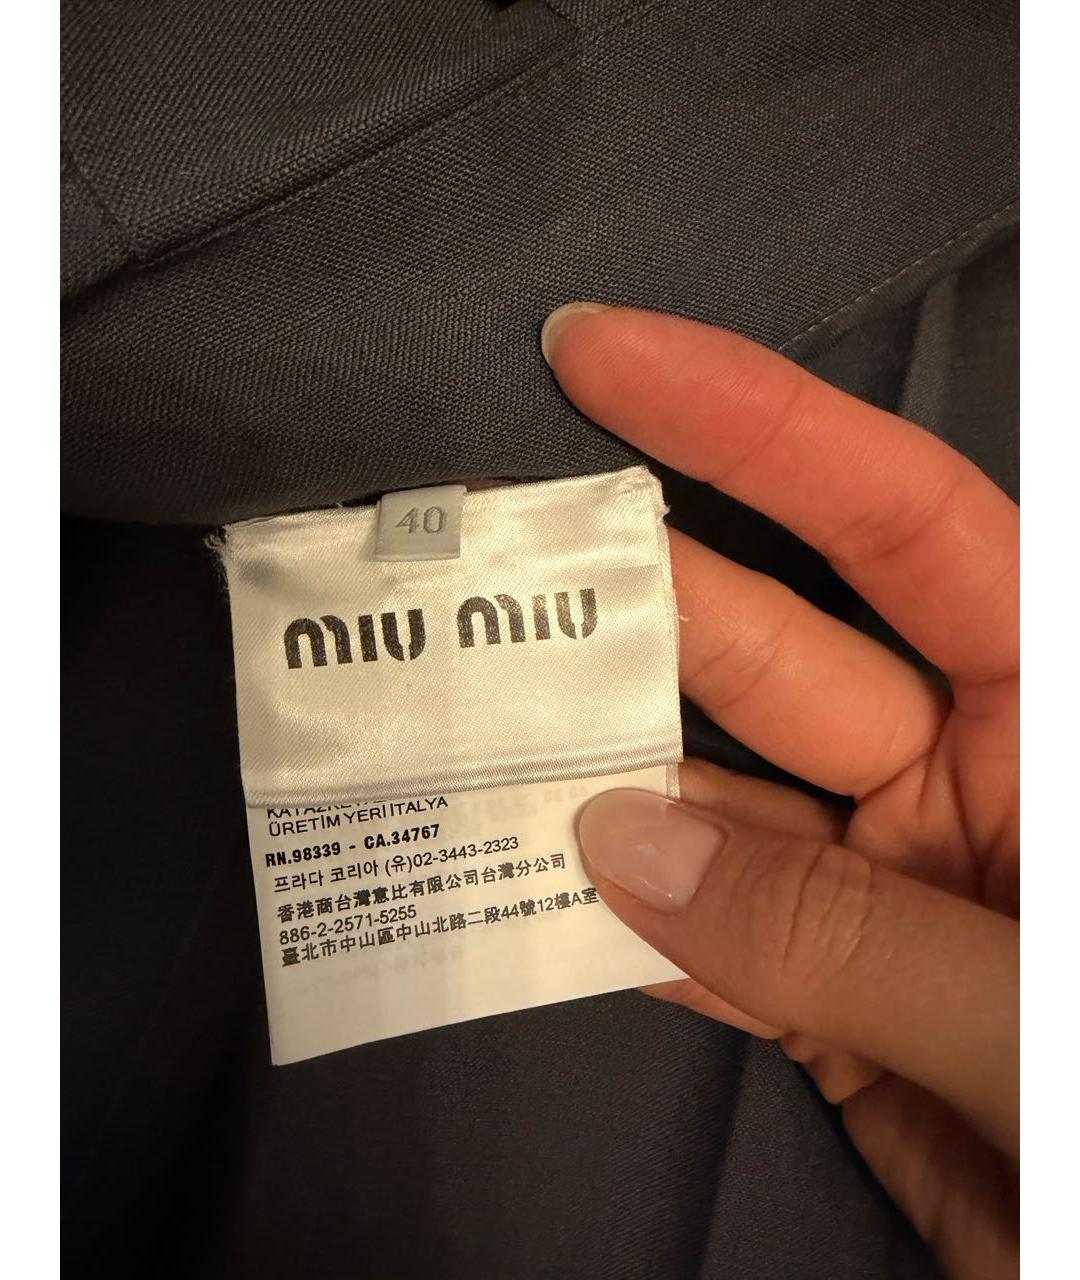 40
MIU MIU
ÜRETİM YERİ İTALYA
RN.98339 - CA.34767
프라다 코리아 (유)02-3443-2323
香港商台灣意比有限公司台灣分公司
886-2-2571-5255
臺北市中山區中山北路二段44號12樓A室